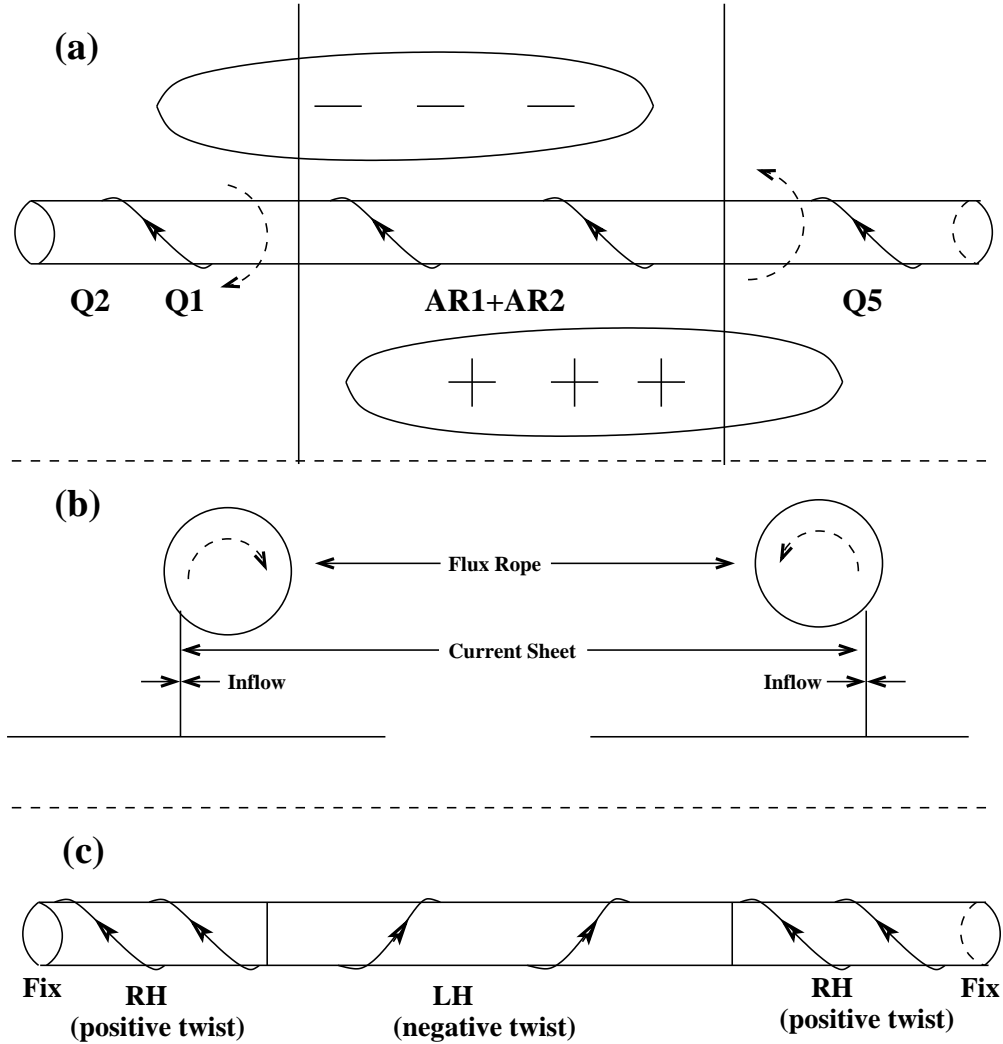 (a)
— — —
Q2 Q1 AR1+AR2 Q5
+ + +
(b)
Flux Rope
Current Sheet
Inflow Inflow
(c)
Fix RH LH RH Fix
(positive twist) (negative twist) (positive twist)